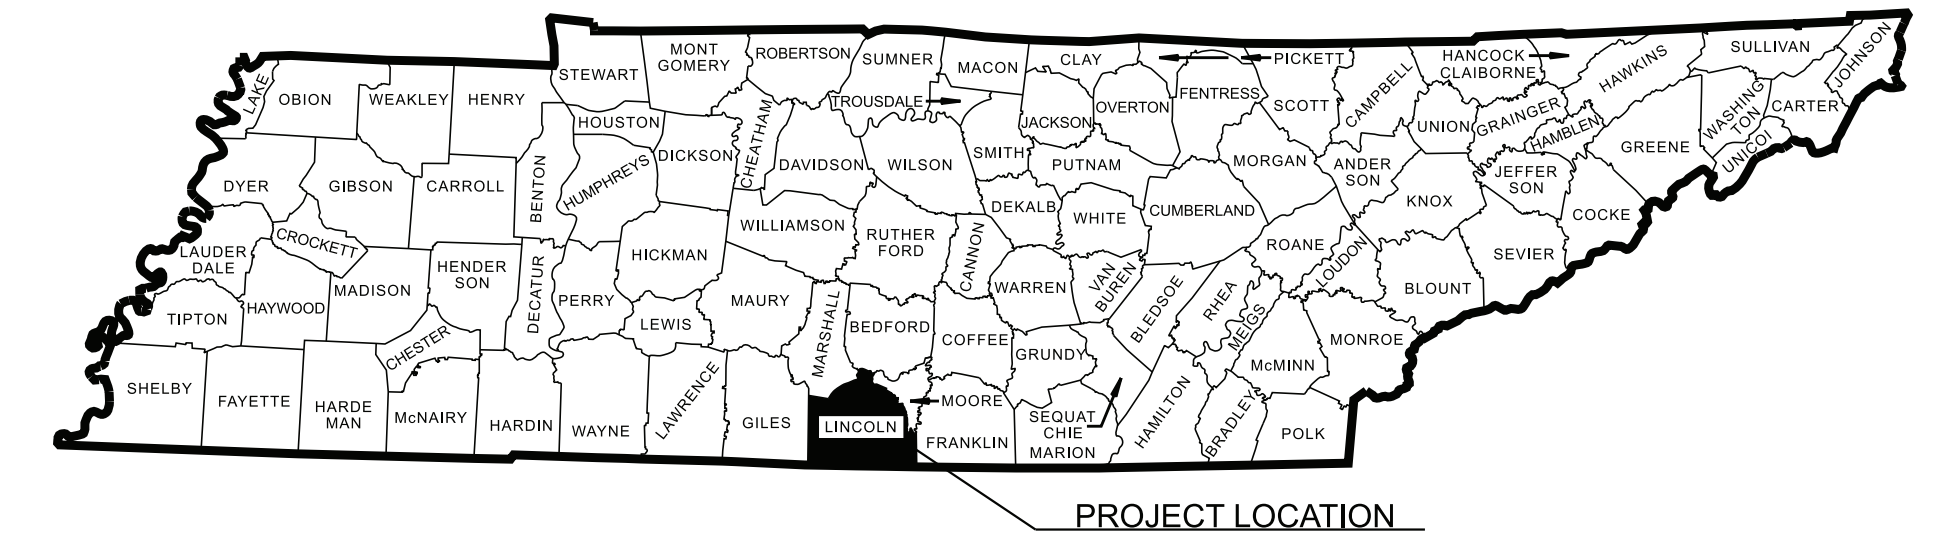 LAKE
OBION
WEAKLEY
HENRY
STEWART
MONT
GOMERY
ROBERTSON
SUMNER
MACON
CLAY
PICKETT
HANCOCK
CLAIBORNE
HAWKINS
SULLIVAN
JOHNSON
TROUSDALE
HOUSTON
CHEATHAM
JACKSON
OVERTON
FENTRESS
SCOTT
CAMPBELL
UNION
GRAINGER
HAMBLEN
WASHING
TON
CARTER
UNICOI
GREENE
DYER
GIBSON
CARROLL
BENTON
HUMPHREYS
DICKSON
DAVIDSON
WILSON
SMITH
PUTNAM
MORGAN
ANDER
SON
KNOX
JEFFER
SON
COCKE
CROCKETT
LAUDER
DALE
HENDER
SON
DECATUR
HICKMAN
WILLIAMSON
RUTHER
FORD
CANNON
DEKALB
WHITE
CUMBERLAND
ROANE
LOUDON
SEVIER
BLOUNT
TIPTON
HAYWOOD
MADISON
PERRY
LEWIS
MAURY
MARSHALL
BEDFORD
WARREN
VAN
BUREN
BLEDSOE
RHEA
MEIGS
MONROE
CHESTER
COFFEE
GRUNDY
McMINN
SHELBY
FAYETTE
HARDE
MAN
McNAIRY
HARDIN
WAYNE
LAWRENCE
GILES
LINCOLN
MOORE
FRANKLIN
SEQUAT
CHIE
MARION
HAMILTON
BRADLEY
POLK
PROJECT LOCATION